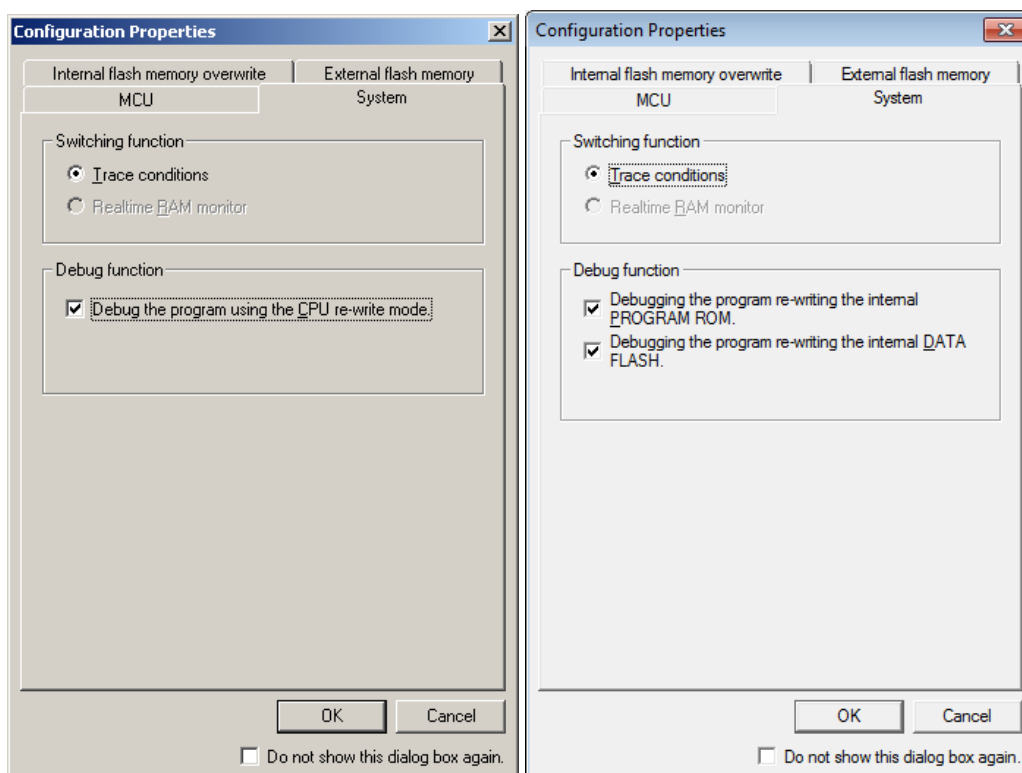 Configuration Properties
Internal flash memory overwrite
External flash memory
MCU
System
Switching function
Trace conditions
Realtime RAM monitor
Debug function
Debug the program using the CPU re-write mode.
OK
Cancel
Do not show this dialog box again.
Configuration Properties
Internal flash memory overwrite
External flash memory
MCU
System
Switching function
Trace conditions
Realtime RAM monitor
Debug function
Debugging the program re-writing the internal
PROGRAM ROM.
Debugging the program re-writing the internal DATA
FLASH.
OK
Cancel
Do not show this dialog box again.